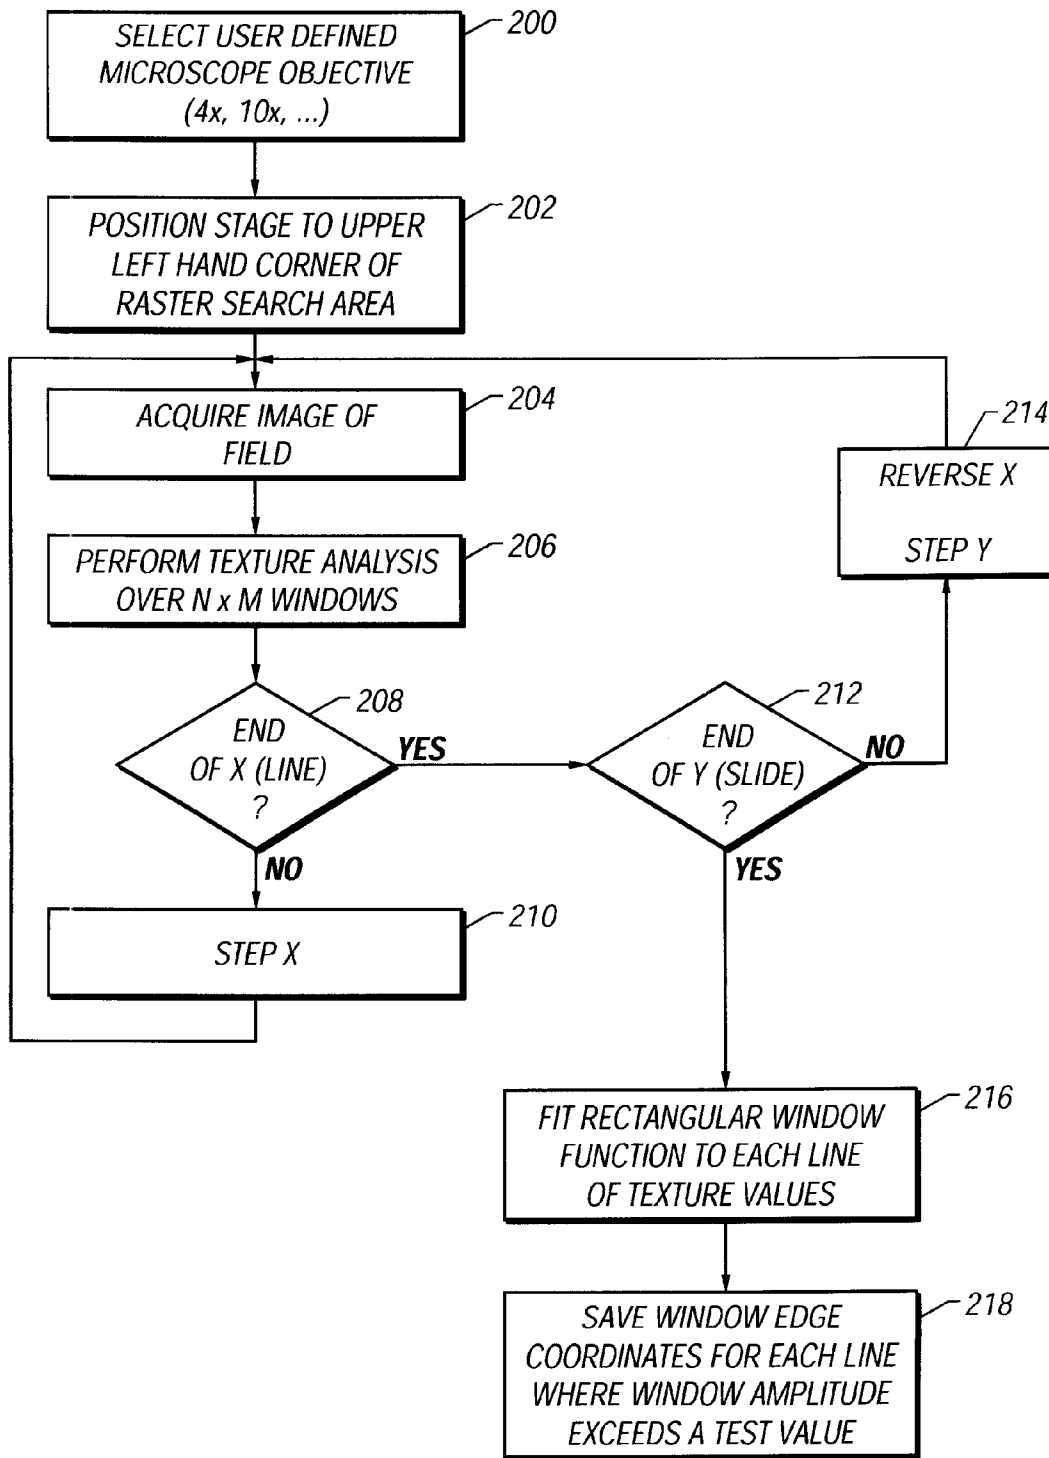 SELECT USER DEFINED
MICROSCOPE OBJECTIVE
(4x, 10x, ...)
200
POSITION STAGE TO UPPER
LEFT HAND CORNER OF
RASTER SEARCH AREA
202
ACQUIRE IMAGE OF
FIELD
204
PERFORM TEXTURE ANALYSIS
OVER N x M WINDOWS
206
END
OF X (LINE)
?
208
YES
NO
STEP X
210
END
OF Y (SLIDE)
?
212
NO
YES
REVERSE X
STEP Y
214
FIT RECTANGULAR WINDOW
FUNCTION TO EACH LINE
OF TEXTURE VALUES
216
SAVE WINDOW EDGE
COORDINATES FOR EACH LINE
WHERE WINDOW AMPLITUDE
EXCEEDS A TEST VALUE
218